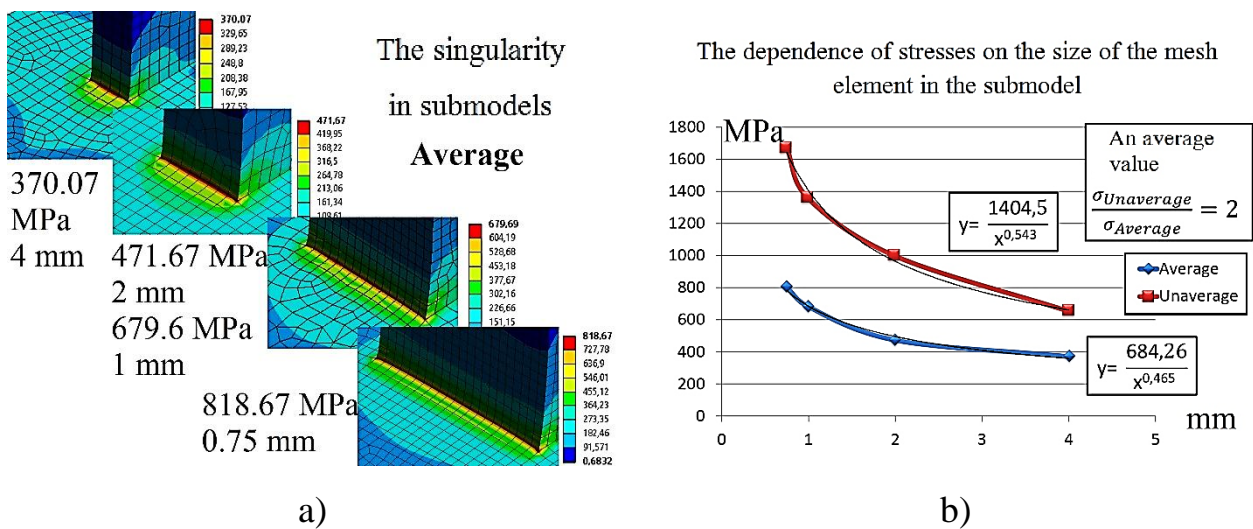 370.07
329,65
289,23
248,8
208,38
167,95
127,53
The singularity
in submodels
Average
471,67
419,95
368,22
316,5
264,78
213,06
161,34
109,61
370.07
MPa
4 mm
679,69
604,19
528,68
453,18
377,67
302,16
226,66
151,15
471.67 MPa
2 mm
679.6 MPa
1 mm
818,67
727,78
636,9
546,01
455,12
364,23
273,35
182,46
91,571
0,6832
818.67 MPa
0.75 mm
a)
The dependence of stresses on the size of the mesh
element in the submodel
1800
1600
1400
1200
1000
800
600
400
200
0
MPa
y= 1404,5
x0,543
An average
value
σUnaverage
σAverage = 2
Average
Unaverage
y= 684,26
x0,465
0 1 2 3 4 5
mm
b)